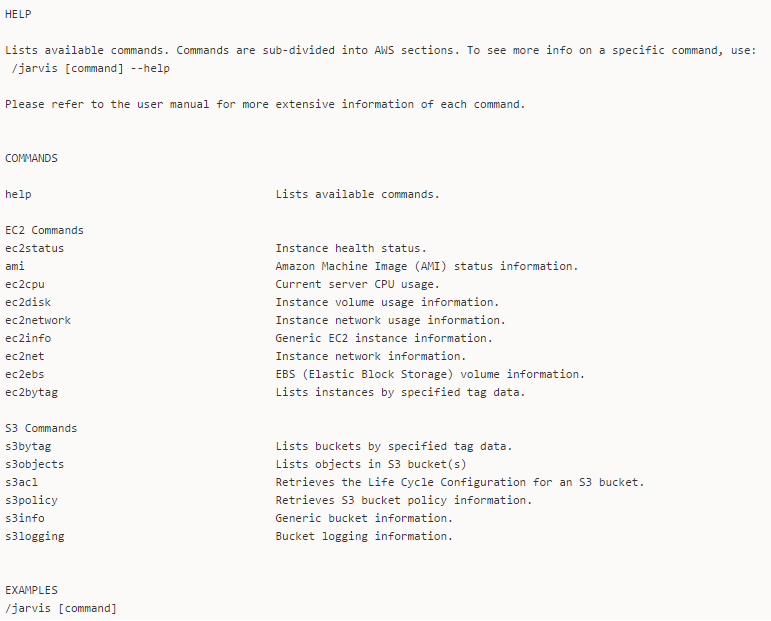 HELP
Lists available commands. Commands are sub-divided into AWS sections. To see more info on a specific command, use:
/jarvis [command] --help
Please refer to the user manual for more extensive information of each command.
COMMANDS
help Lists available commands.
EC2 Commands
ec2status Instance health status.
ami Amazon Machine Image (AMI) status information.
ec2cpu Current server CPU usage.
ec2disk Instance volume usage information.
ec2network Instance network usage information.
ec2info Generic EC2 instance information.
ec2net Instance network information.
ec2ebs EBS (Elastic Block Storage) volume information.
ec2bytag Lists instances by specified tag data.
S3 Commands
s3bytag Lists buckets by specified tag data.
s3objects Lists objects in S3 bucket(s)
s3acl Retrieves the Life Cycle Configuration for an S3 bucket.
s3policy Retrieves S3 bucket policy information.
s3info Generic bucket information.
s3logging Bucket logging information.
EXAMPLES
/jarvis [command]